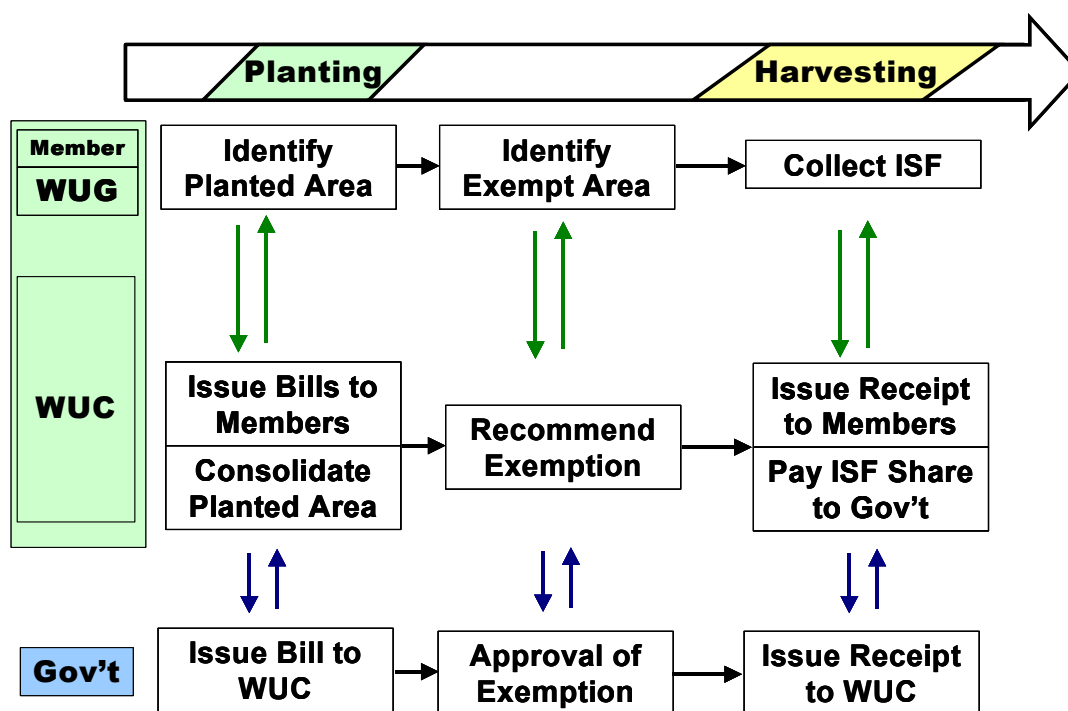 Planting
Harvesting
Member
WUG
Identify
Planted Area
Identify
Exempt Area
Collect ISF
WUC
Issue Bills to
Members
Consolidate
Planted Area
Recommend
Exemption
Issue Receipt
to Members
Pay ISF Share
to Gov’t
Gov’t
Issue Bill to
WUC
Approval of
Exemption
Issue Receipt
to WUC